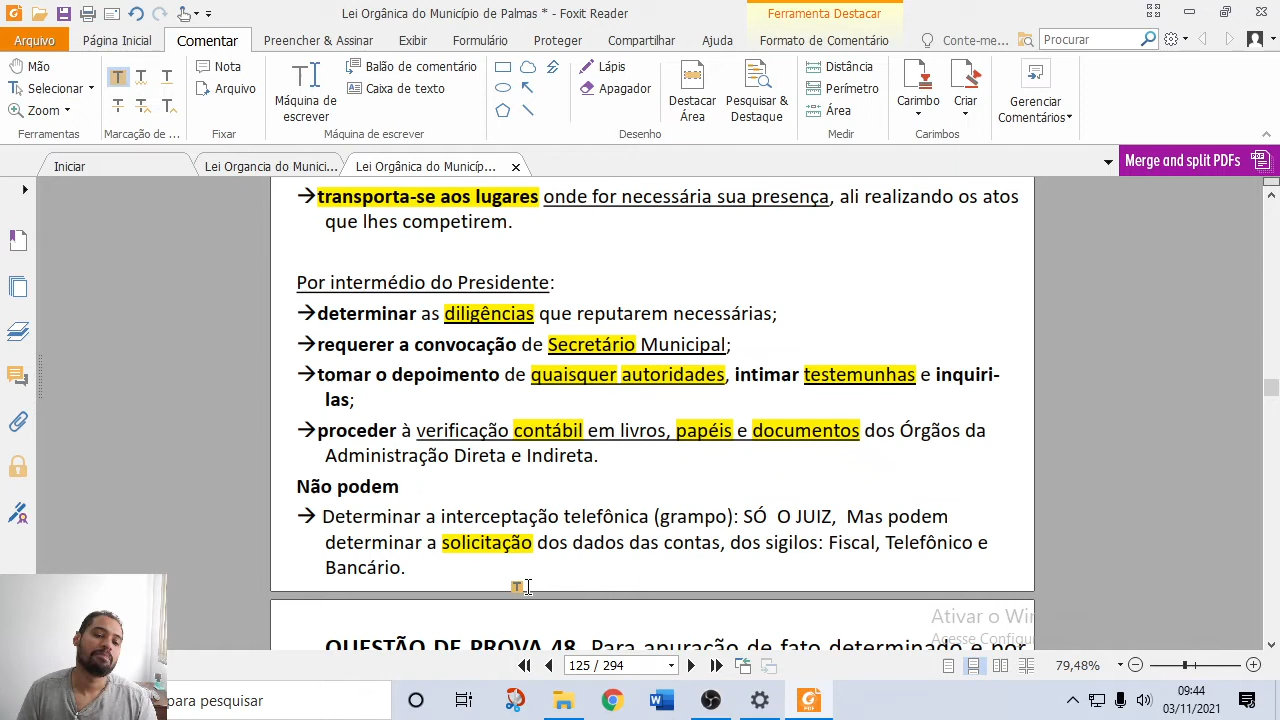 Lei Orgânica do Município de Palmas * - Foxit Reader
Ferramenta Destacar
Arquivo
Página Inicial
Comentar
Preencher & Assinar
Exibir
Formulário
Proteger
Compartilhar
Ajuda
Formato de Comentário
Conte-me...
Procurar
Mão
Selecionar
Zoom
Ferramentas
T T T
T T T
Marcação de ...
Nota
Arquivo
Fixar
Máquina de
escrever
Balão de comentário
Caixa de texto
Máquina de escrever
Lápis
Apagador
Destacar
Área
Pesquisar &
Destaque
Desenho
Distância
Perímetro
Área
Medir
Carimbo
Criar
Carimbos
Gerenciar
Comentários
Iniciar
Lei Organcia do Munici...
Lei Orgânica do Municíp...
Merge and split PDFs
→transporta-se aos lugares onde for necessária sua presença, ali realizando os atos
que lhes competirem.
Por intermédio do Presidente:
→determinar as diligências que reputarem necessárias;
→requerer a convocação de Secretário Municipal;
→tomar o depoimento de quaisquer autoridades, intimar testemunhas e inquiri-
las;
→proceder à verificação contábil em livros, papéis e documentos dos Órgãos da
Administração Direta e Indireta.
Não podem
→ Determinar a interceptação telefônica (grampo): SÓ O JUIZ, Mas podem
determinar a solicitação dos dados das contas, dos sigilos: Fiscal, Telefônico e
Bancário.
QUESTÃO DE PROVA 48. Para apuração de fato determinado e por
Ativar o Win
Acesse Configu
125 / 294
79,48%
para pesquisar
09:44
03/11/2021